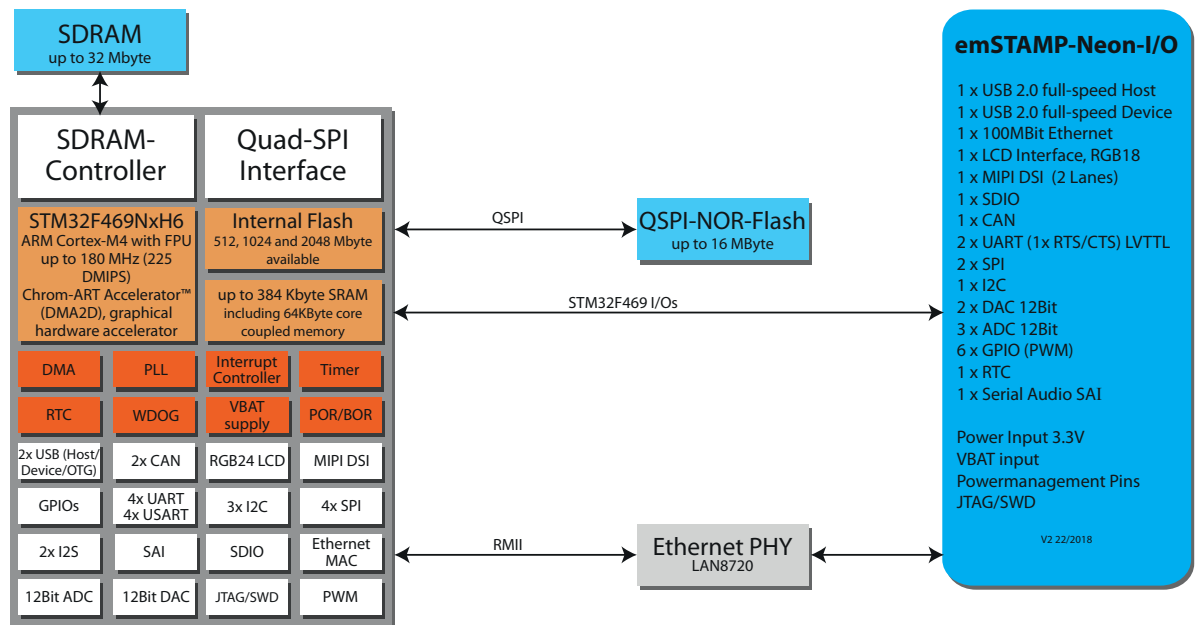 SDRAM
up to 32 Mbyte
SDRAM-
Controller
Quad-SPI
Interface
STM32F469NxH6
ARM Cortex-M4 with FPU
up to 180 MHz (225
DMIPS)
Chrom-ART Accelerator™
(DMA2D), graphical
hardware accelerator
Internal Flash
512, 1024 and 2048 Mbyte
available
up to 384 Kbyte SRAM
including 64KByte core
coupled memory
DMA
PLL
Interrupt
Controller
Timer
RTC
WDOG
VBAT
supply
POR/BOR
2x USB (Host/
Device/OTG)
2x CAN
RGB24 LCD
MIPI DSI
GPIOs
4x UART
4x USART
3x I2C
4x SPI
2x I2S
SAI
SDIO
Ethernet
MAC
12Bit ADC
12Bit DAC
JTAG/SWD
PWM
QSPI
QSPI-NOR-Flash
up to 16 MByte
STM32F469 I/Os
RMII
Ethernet PHY
LAN8720
emSTAMP-Neon-I/O
1 x USB 2.0 full-speed Host
1 x USB 2.0 full-speed Device
1 x 100MBit Ethernet
1 x LCD Interface, RGB18
1 x MIPI DSI (2 Lanes)
1 x SDIO
1 x CAN
2 x UART (1x RTS/CTS) LVTTL
2 x SPI
1 x I2C
2 x DAC 12Bit
3 x ADC 12Bit
6 x GPIO (PWM)
1 x RTC
1 x Serial Audio SAI
Power Input 3.3V
VBAT input
Powermanagement Pins
JTAG/SWD
V2 22/2018